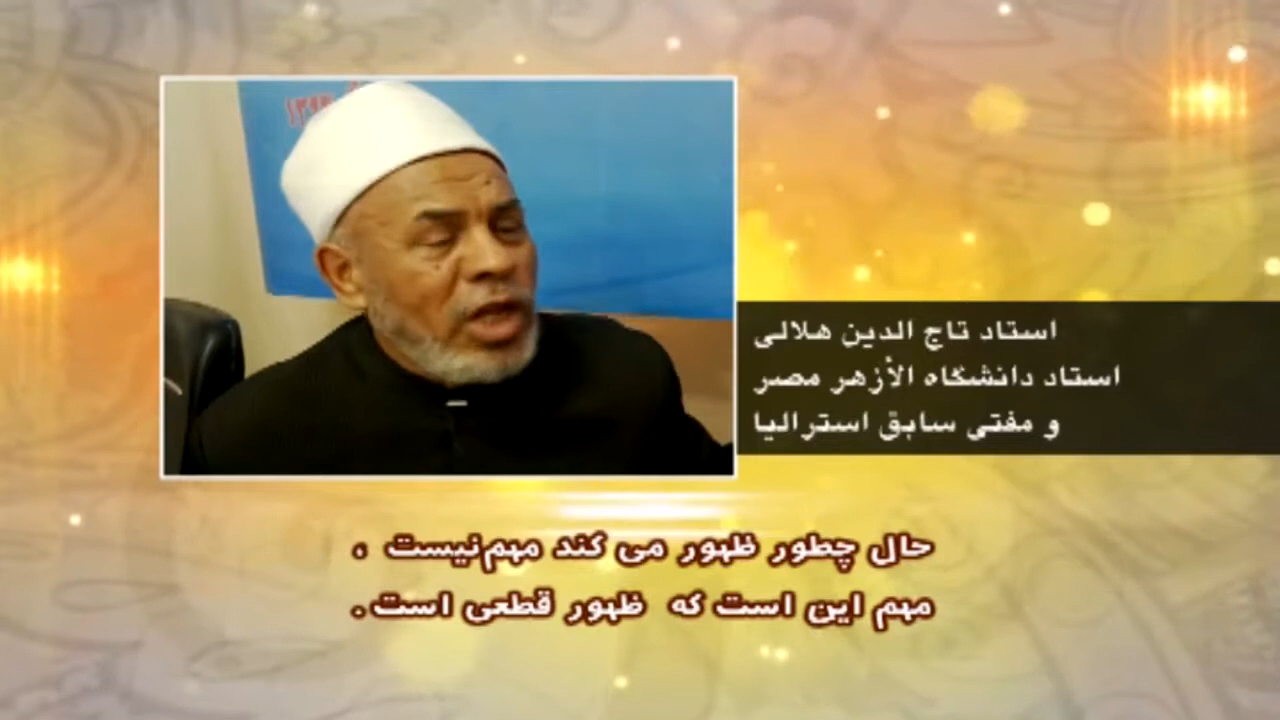 استاد تاج الدین هلالی
استاد دانشگاه الأزهر مصر
و مفتی سابق استرالیا
حال چطور ظهور می کند مهم‌نیست ،
مهم این است که ظهور قطعی است .